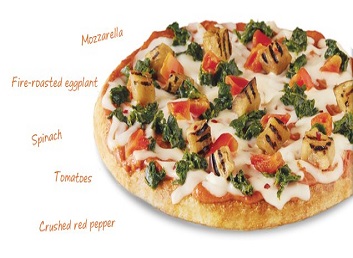 Mozzarella
Fire-roasted eggplant
Spinach
Tomatoes
Crushed red pepper